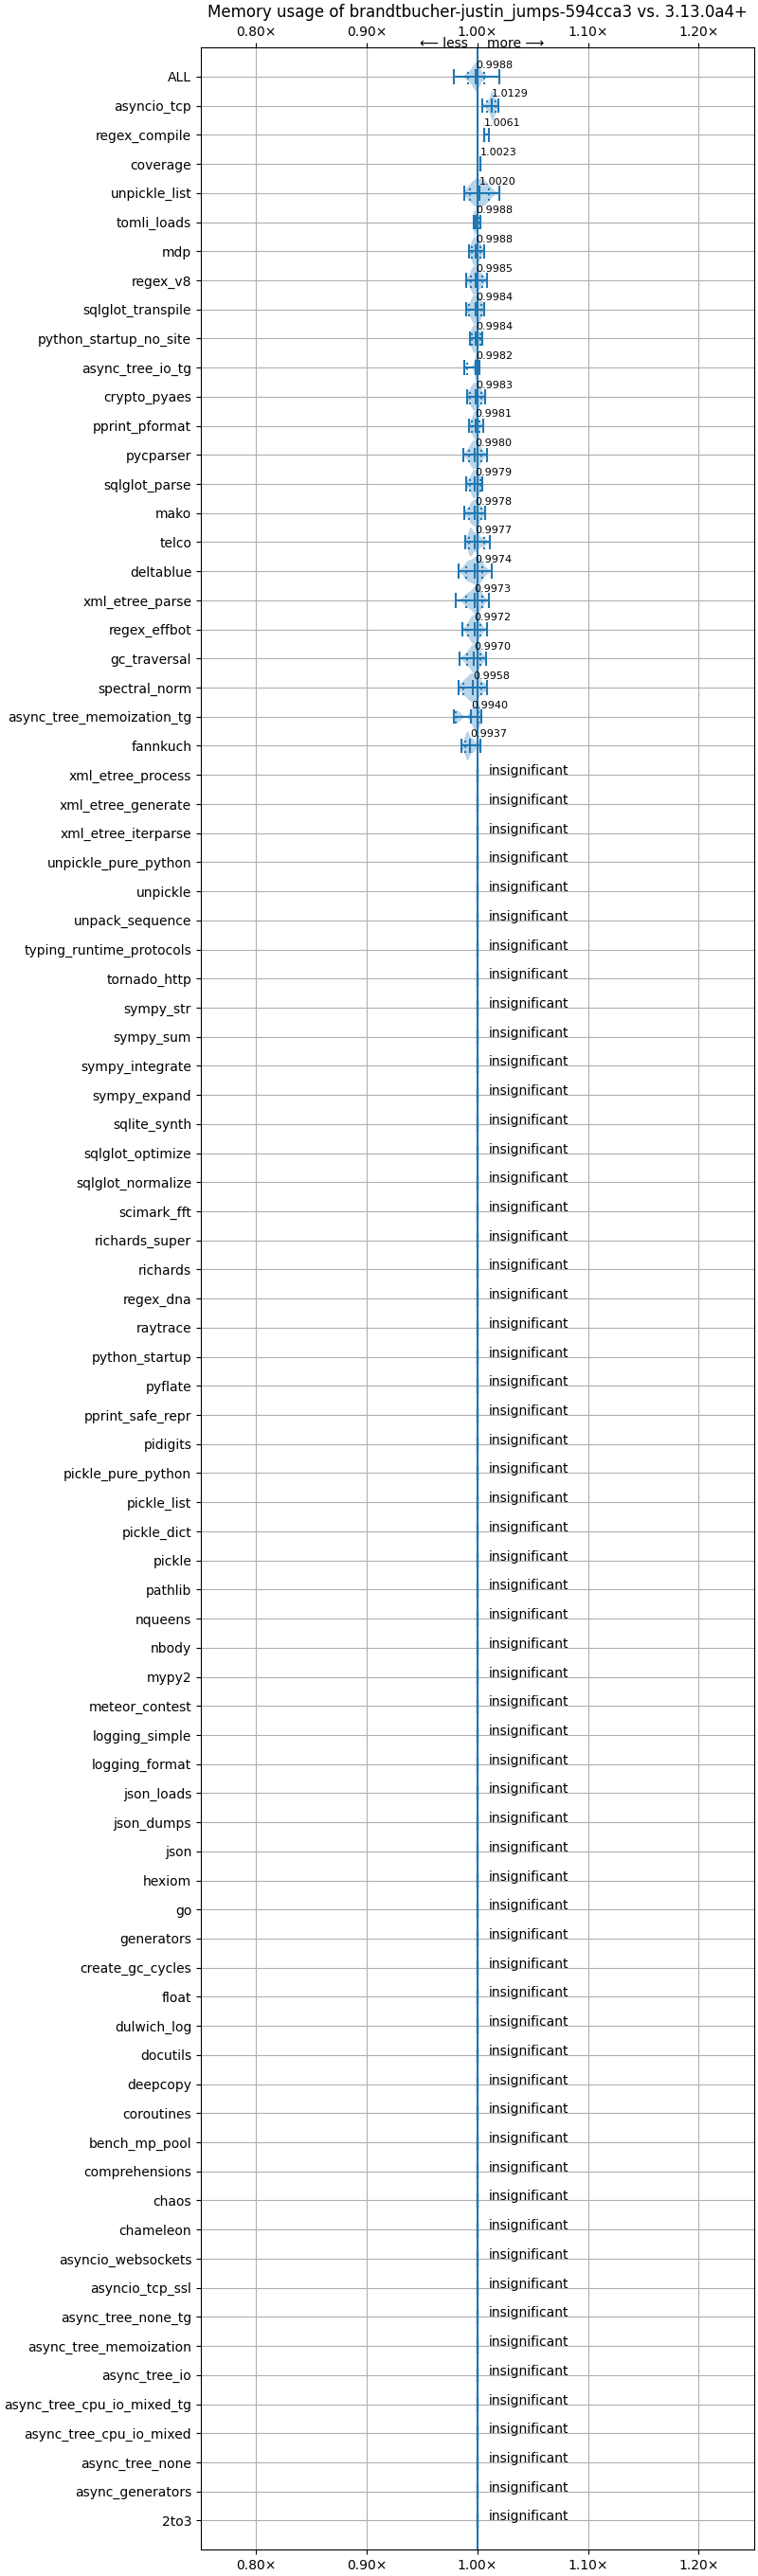 Memory usage of brandtbucher-justin_jumps-594cca3 vs. 3.13.0a4+
0.80× 0.90× 1.00× 1.10× 1.20×
⟵ less more ⟶
ALL 0.9988
asyncio_tcp 1.0129
regex_compile 1.0061
coverage 1.0023
unpickle_list 1.0020
tomli_loads 0.9988
mdp 0.9988
regex_v8 0.9985
sqlglot_transpile 0.9984
python_startup_no_site 0.9984
async_tree_io_tg 0.9982
crypto_pyaes 0.9983
pprint_pformat 0.9981
pycparser 0.9980
sqlglot_parse 0.9979
mako 0.9978
telco 0.9977
deltablue 0.9974
xml_etree_parse 0.9973
regex_effbot 0.9972
gc_traversal 0.9970
spectral_norm 0.9958
async_tree_memoization_tg 0.9940
fannkuch 0.9937
xml_etree_process insignificant
xml_etree_generate insignificant
xml_etree_iterparse insignificant
unpickle_pure_python insignificant
unpickle insignificant
unpack_sequence insignificant
typing_runtime_protocols insignificant
tornado_http insignificant
sympy_str insignificant
sympy_sum insignificant
sympy_integrate insignificant
sympy_expand insignificant
sqlite_synth insignificant
sqlglot_optimize insignificant
sqlglot_normalize insignificant
scimark_fft insignificant
richards_super insignificant
richards insignificant
regex_dna insignificant
raytrace insignificant
python_startup insignificant
pyflate insignificant
pprint_safe_repr insignificant
pidigits insignificant
pickle_pure_python insignificant
pickle_list insignificant
pickle_dict insignificant
pickle insignificant
pathlib insignificant
nqueens insignificant
nbody insignificant
mypy2 insignificant
meteor_contest insignificant
logging_simple insignificant
logging_format insignificant
json_loads insignificant
json_dumps insignificant
json insignificant
hexiom insignificant
go insignificant
generators insignificant
create_gc_cycles insignificant
float insignificant
dulwich_log insignificant
docutils insignificant
deepcopy insignificant
coroutines insignificant
bench_mp_pool insignificant
comprehensions insignificant
chaos insignificant
chameleon insignificant
asyncio_websockets insignificant
asyncio_tcp_ssl insignificant
async_tree_none_tg insignificant
async_tree_memoization insignificant
async_tree_io insignificant
async_tree_cpu_io_mixed_tg insignificant
async_tree_cpu_io_mixed insignificant
async_tree_none insignificant
async_generators insignificant
2to3 insignificant
0.80× 0.90× 1.00× 1.10× 1.20×